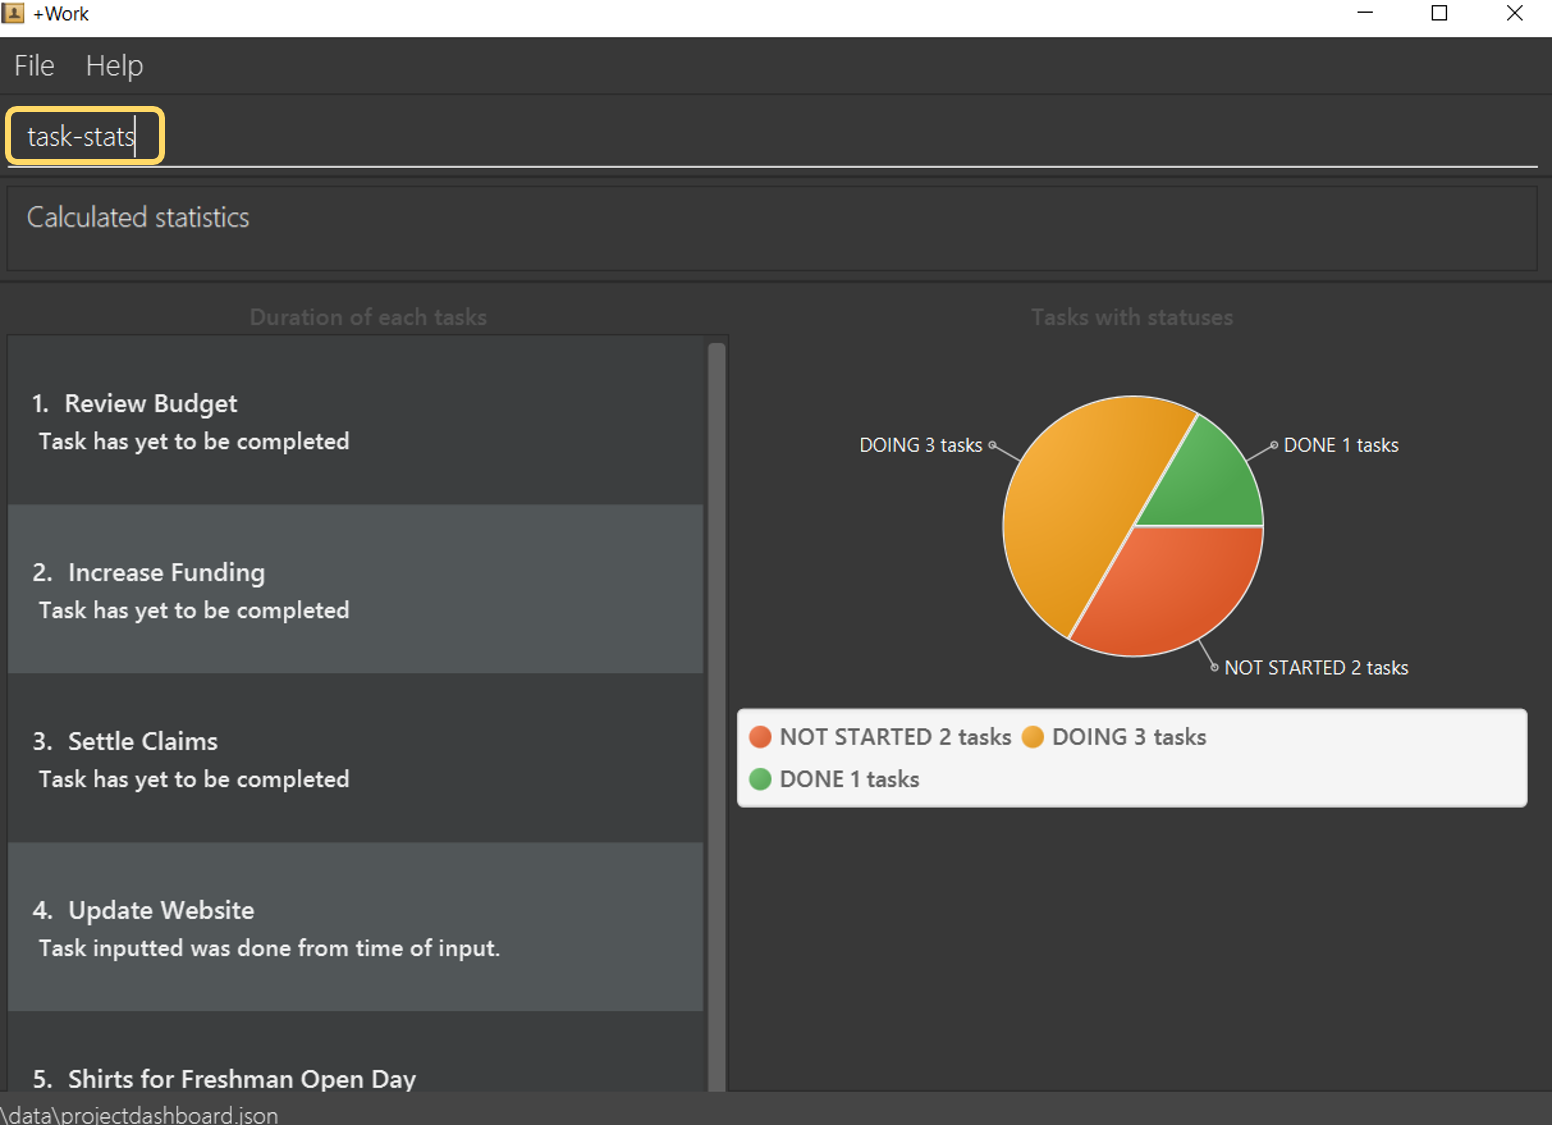 +Work
File Help
task-stats
Calculated statistics
Duration of each tasks
1. Review Budget
Task has yet to be completed
2. Increase Funding
Task has yet to be completed
3. Settle Claims
Task has yet to be completed
4. Update Website
Task inputted was done from time of input.
5. Shirts for Freshman Open Day
Tasks with statuses
DOING 3 tasks
DONE 1 tasks
NOT STARTED 2 tasks
NOT STARTED 2 tasks DOING 3 tasks
DONE 1 tasks
\data\projectdashboard.json